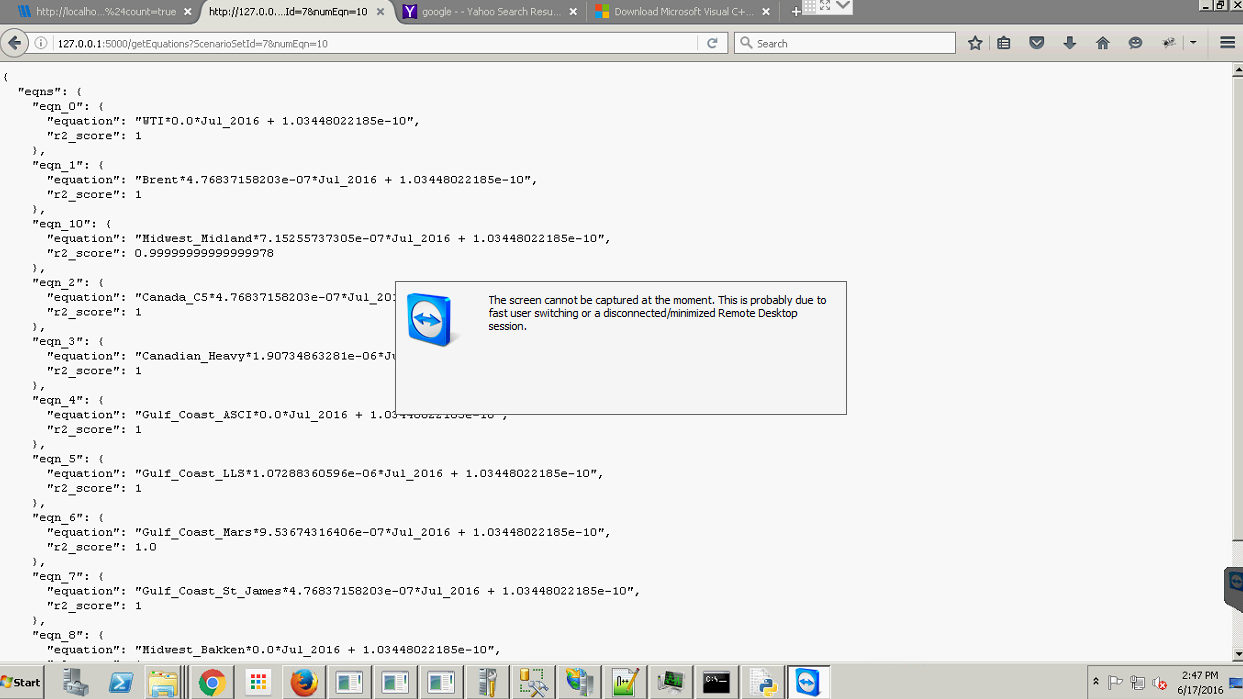 http://localho...%24count=true
http://127.0.0....Id=7&numEqn=10
google - - Yahoo Search Resu...
Download Microsoft Visual C+...
127.0.0.1:5000/getEquations?ScenarioSetId=7&numEqn=10
Search
{
"eqns": {
"eqn_0": {
"equation": "WTI*0.0*Jul_2016 + 1.03448022185e-10",
"r2_score": 1
},
"eqn_1": {
"equation": "Brent*4.76837158203e-07*Jul_2016 + 1.03448022185e-10",
"r2_score": 1
},
"eqn_10": {
"equation": "Midwest_Midland*7.15255737305e-07*Jul_2016 + 1.03448022185e-10",
"r2_score": 0.99999999999999978
},
"eqn_2": {
"equation": "Canada_C5*4.76837158203e-07*Jul_201
"r2_score": 1
},
"eqn_3": {
"equation": "Canadian_Heavy*1.90734863281e-06*Ju
"r2_score": 1
},
"eqn_4": {
"equation": "Gulf_Coast_ASCI*0.0*Jul_2016 + 1.03448022185e-10",
"r2_score": 1
},
"eqn_5": {
"equation": "Gulf_Coast_LLS*1.07288360596e-06*Jul_2016 + 1.03448022185e-10",
"r2_score": 1
},
"eqn_6": {
"equation": "Gulf_Coast_Mars*9.53674316406e-07*Jul_2016 + 1.03448022185e-10",
"r2_score": 1.0
},
"eqn_7": {
"equation": "Gulf_Coast_St_James*4.76837158203e-07*Jul_2016 + 1.03448022185e-10",
"r2_score": 1
},
"eqn_8": {
"equation": "Midwest_Bakken*0.0*Jul_2016 + 1.03448022185e-10",
The screen cannot be captured at the moment. This is probably due to
fast user switching or a disconnected/minimized Remote Desktop
session.
Start
2:47 PM
6/17/2016